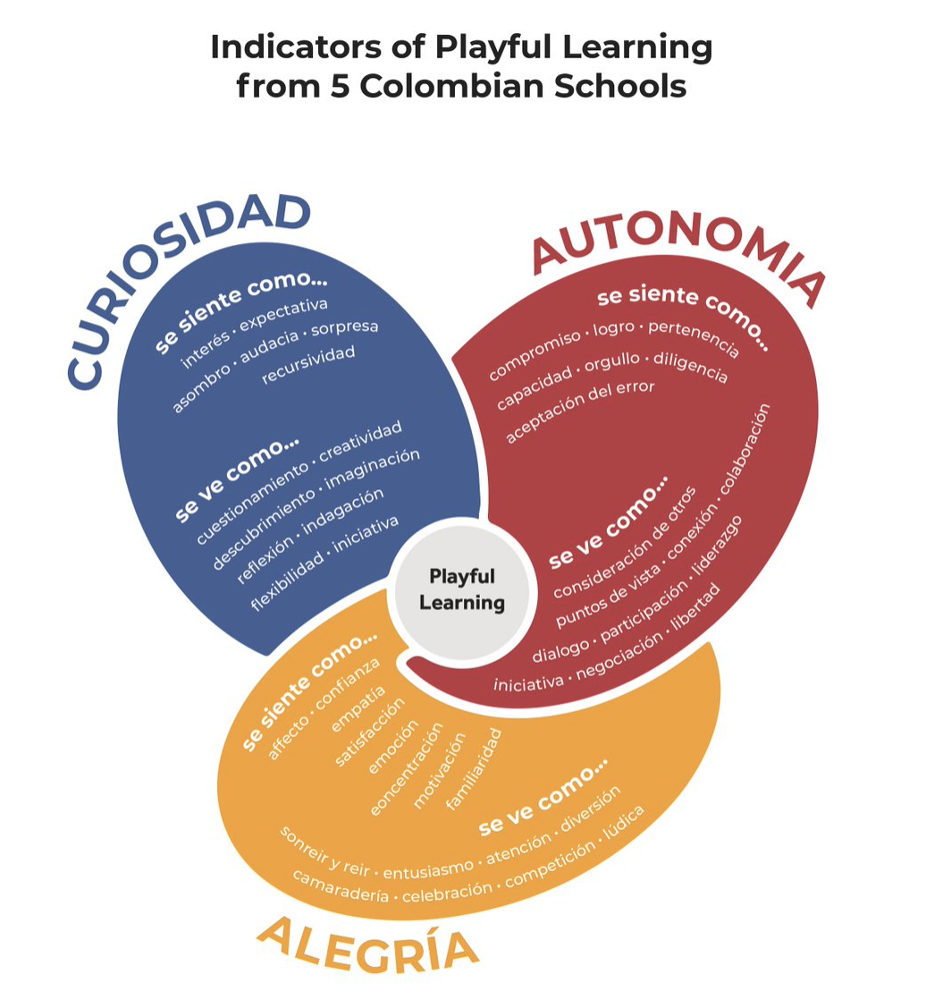 Indicators of Playful Learning
from 5 Colombian Schools
CURIOSIDAD
se siente como...
interés • expectativa
asombro • audacia • sorpresa
recursividad
se ve como...
cuestionamiento • creatividad
descubrimiento • imaginación
reflexión • indagación
flexibilidad • iniciativa
AUTONOMIA
se siente como...
compromiso • logro • pertenencia
capacidad • orgullo • diligencia
aceptación del error
se ve como...
consideración de otros
puntos de vista • conexión • colaboración
dialogo • participación • liderazgo
iniciativa • negociación • libertad
Playful
Learning
se siente como...
affecto • confianza
empatía
satisfacción
emoción
eoncentración
motivación
familiaridad
se ve como...
sonreir y reir • entusiasmo • atención • diversión
camaradería • celebración • competición • lúdica
ALEGRÍA